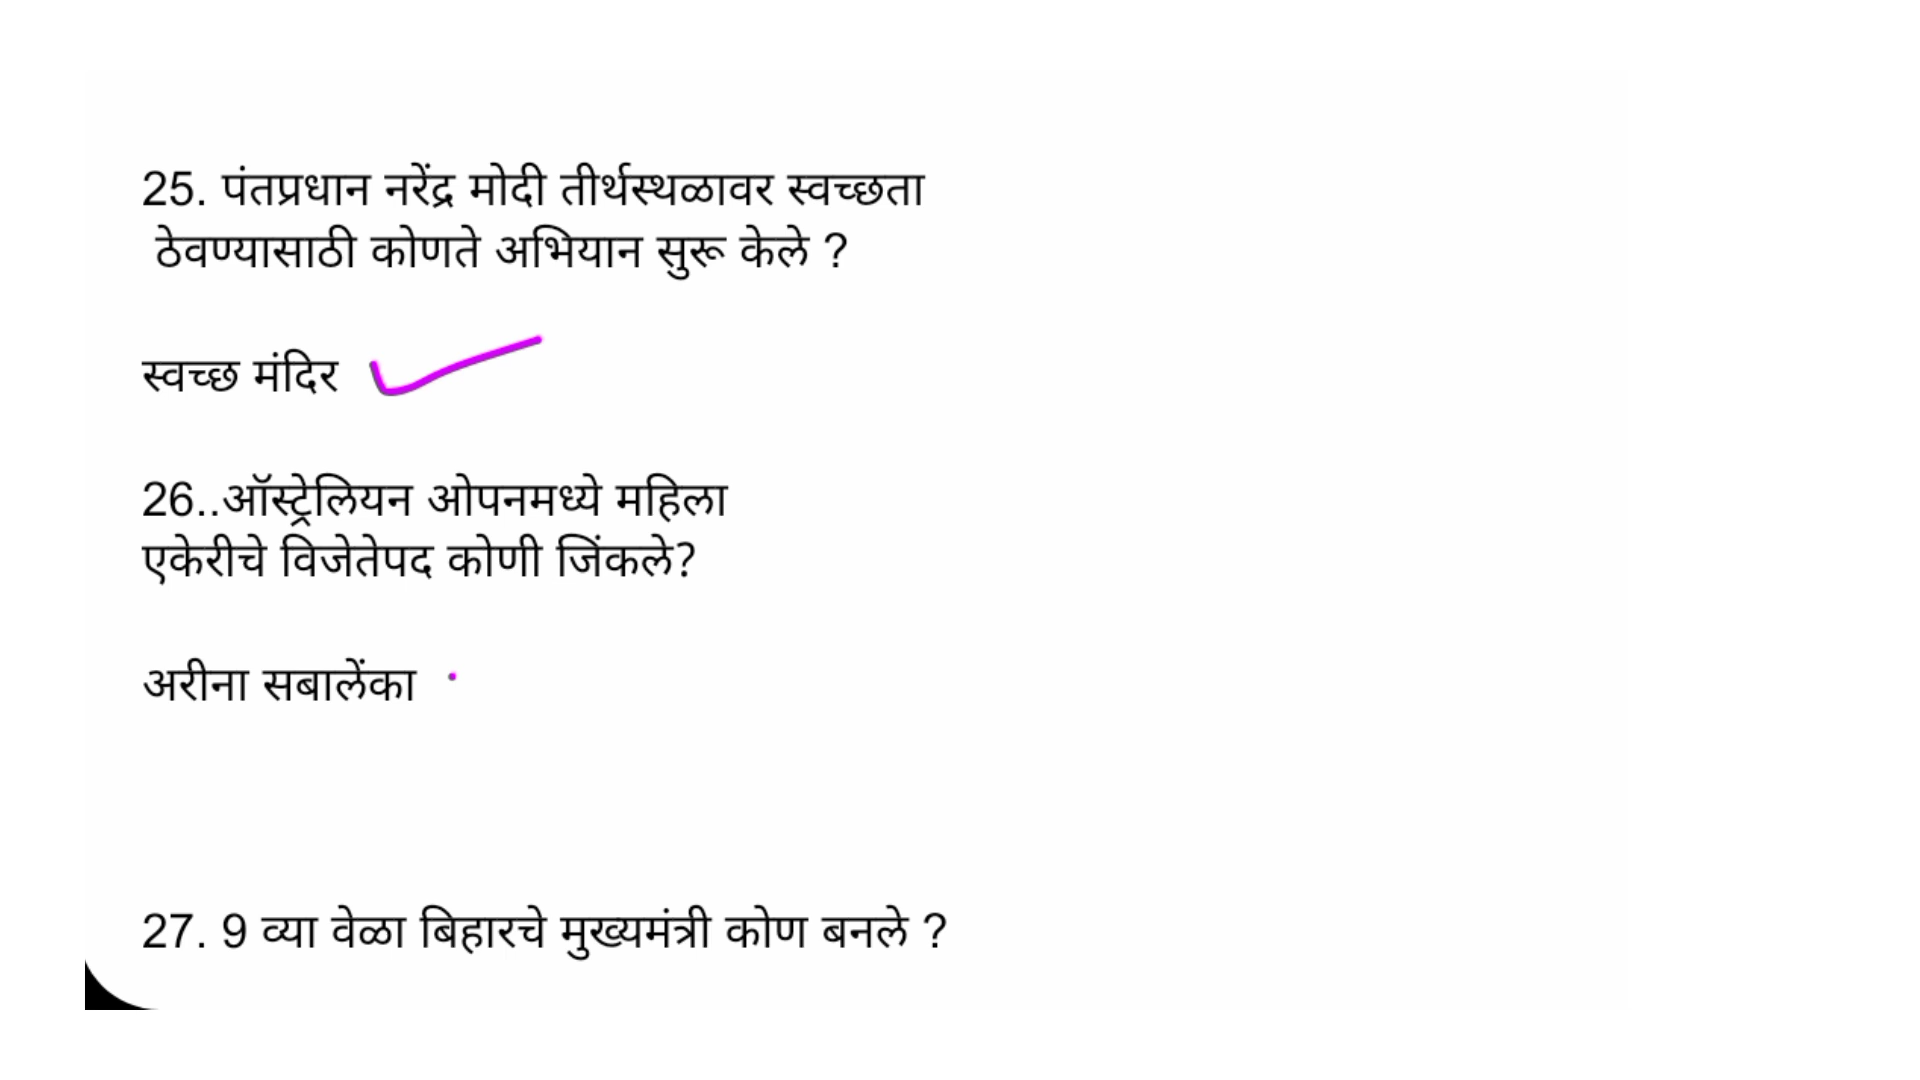 25. पंतप्रधान नरेंद्र मोदी तीर्थस्थळावर स्वच्छता
ठेवण्यासाठी कोणते अभियान सुरू केले ?
स्वच्छ मंदिर
26..ऑस्ट्रेलियन ओपनमध्ये महिला
एकेरीचे विजेतेपद कोणी जिंकले?
अरीना सबालेंका
27. 9 व्या वेळा बिहारचे मुख्यमंत्री कोण बनले ?